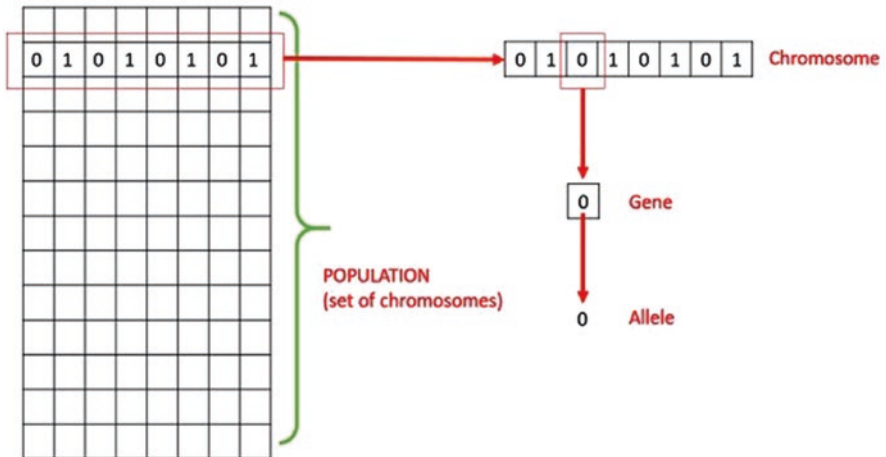 0 1 0 1 0 1 0 1
0 1 0 1 0 1 0 1 Chromosome
0 Gene
POPULATION
(set of chromosomes)
0 Allele